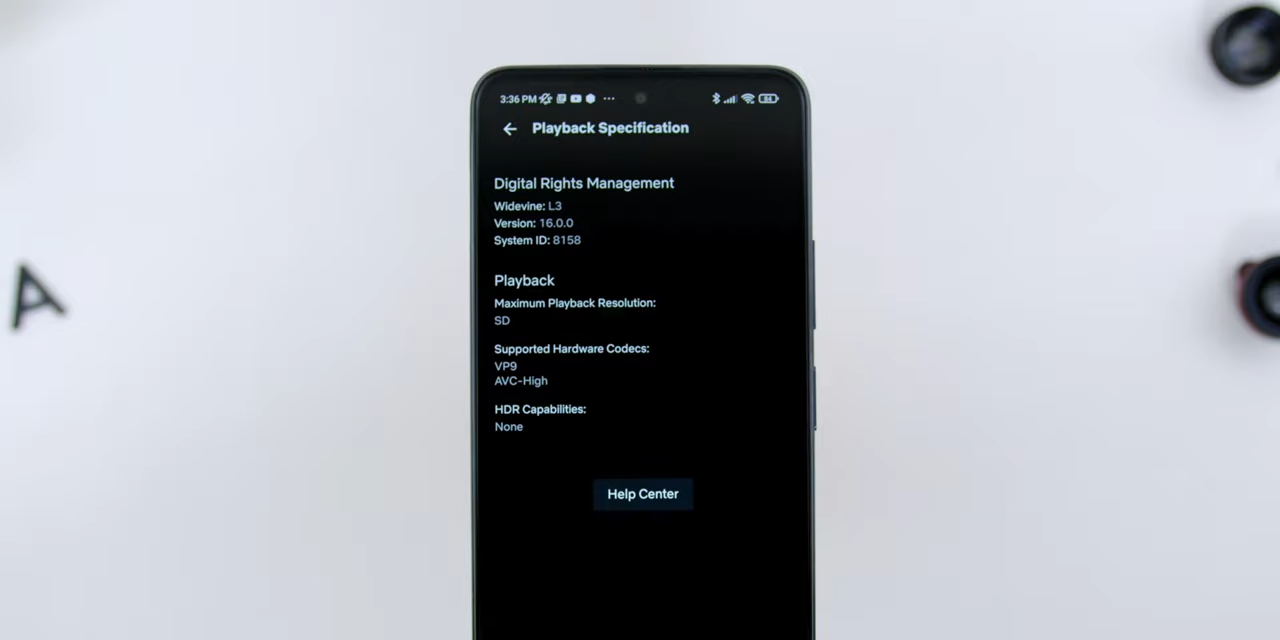 3:36 PM
84
Playback Specification
Digital Rights Management
Widevine: L3
Version: 16.0.0
System ID: 8158
Playback
Maximum Playback Resolution:
SD
Supported Hardware Codecs:
VP9
AVC-High
HDR Capabilities:
None
Help Center
A